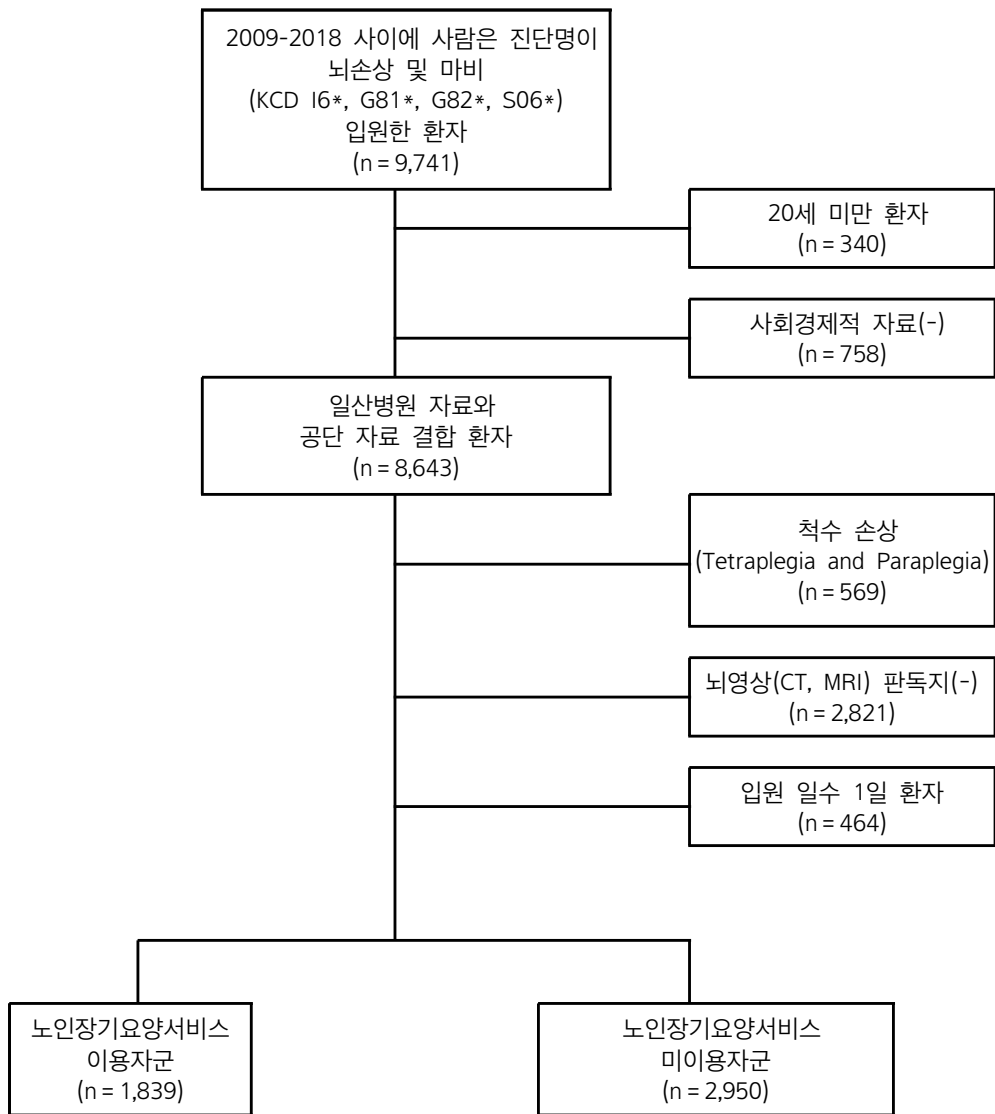 2009-2018 사이에 사람은 진단명이
뇌손상 및 마비
(KCD I6*, G81*, G82*, S06*)
입원한 환자
(n = 9,741)
20세 미만 환자
(n = 340)
사회경제적 자료(-)
(n = 758)
일산병원 자료와
공단 자료 결합 환자
(n = 8,643)
척수 손상
(Tetraplegia and Paraplegia)
(n = 569)
뇌영상(CT, MRI) 판독지(-)
(n = 2,821)
입원 일수 1일 환자
(n = 464)
노인장기요양서비스
이용자군
(n = 1,839)
노인장기요양서비스
미이용자군
(n = 2,950)